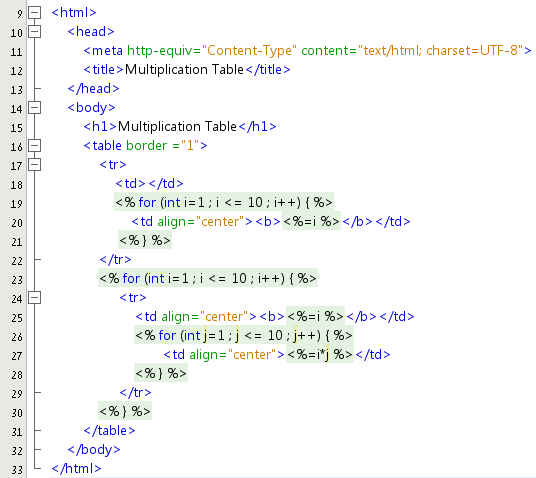 9 <html>
10 <head>
11 <meta http-equiv="Content-Type" content="text/html; charset=UTF-8">
12 <title>Multiplication Table</title>
13 </head>
14 <body>
15 <h1>Multiplication Table</h1>
16 <table border ="1">
17 <tr>
18 <td></td>
19 <% for (int i=1 ; i <= 10 ; i++) { %>
20 <td align="center"><b><%=i %></b></td>
21 <% } %>
22 </tr>
23 <% for (int i=1 ; i <= 10 ; i++) { %>
24 <tr>
25 <td align="center"><b><%=i %></b></td>
26 <% for (int j=1 ; j <= 10 ; j++) { %>
27 <td align="center"><%=i*j %></td>
28 <% } %>
29 </tr>
30 <% } %>
31 </table>
32 </body>
33 </html>